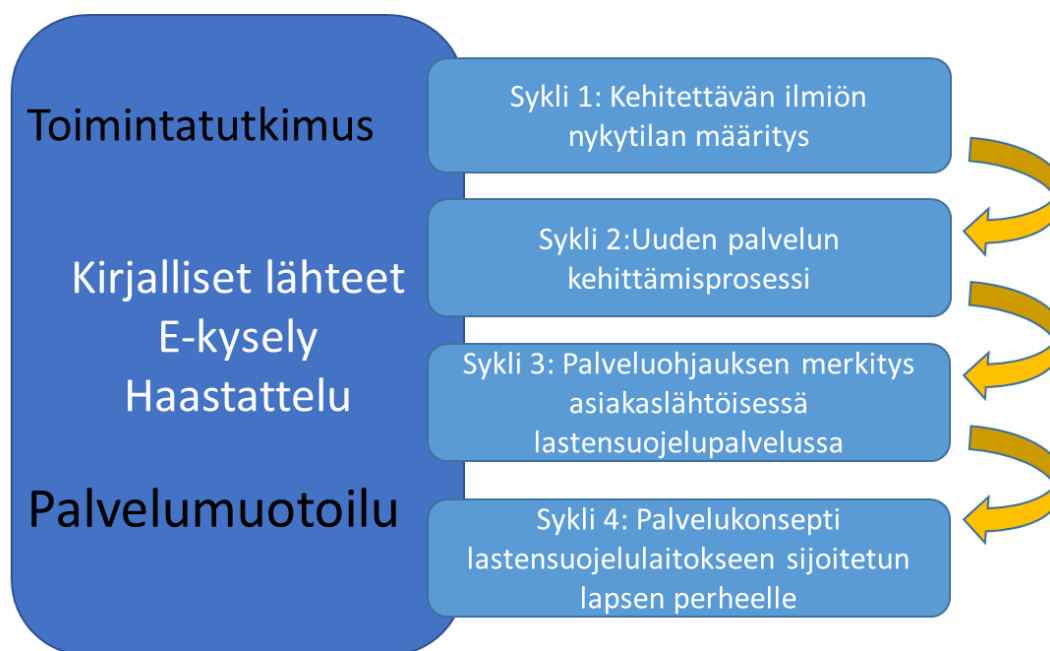 Toimintatutkimus
Kirjalliset lähteet
E-kysely
Haastattelu
Palvelumuotoilu
Sykli 1: Kehitettävän ilmiön
nykytilan määritys
Sykli 2:Uuden palvelun
kehittämisprosessi
Sykli 3: Palveluohjauksen merkitys
asiakaslähtöisessä
lastensuojelupalvelussa
Sykli 4: Palvelukonsepti
lastensuojelulaitokseen sijoitetun
lapsen perheelle